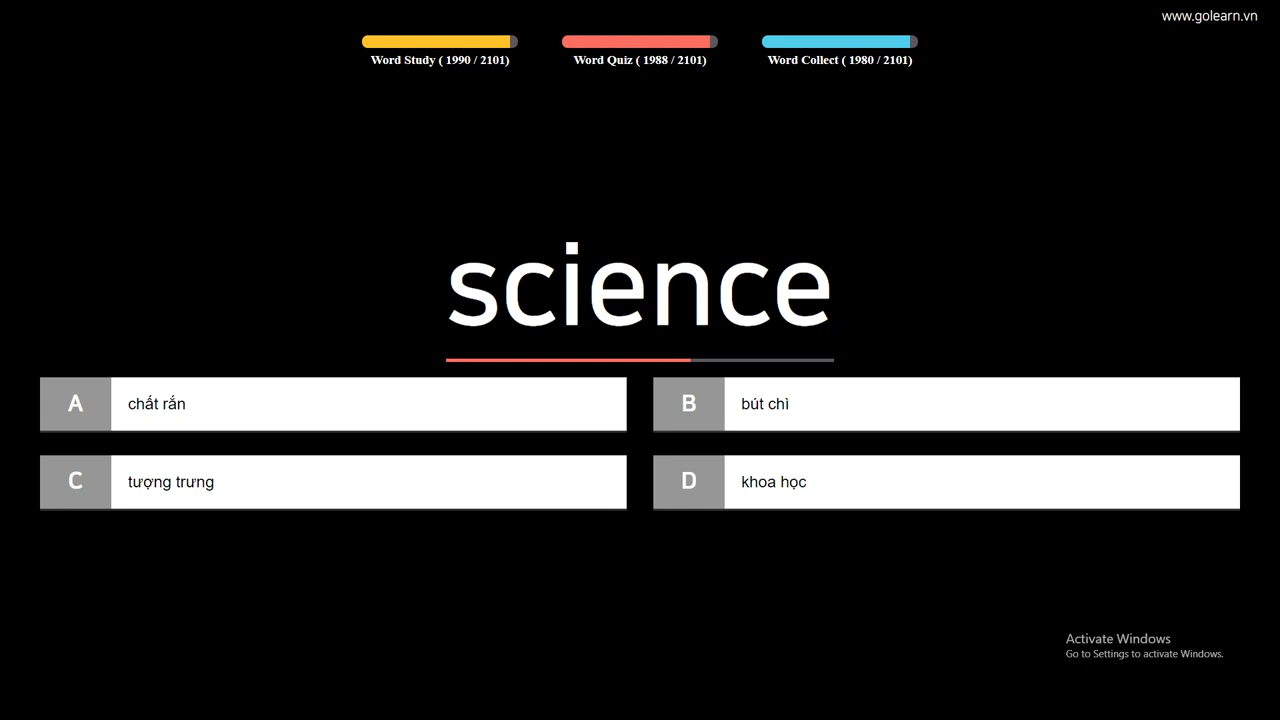 www.golearn.vn
Word Study ( 1990 / 2101) Word Quiz ( 1988 / 2101) Word Collect ( 1980 / 2101)
science
A chất rắn
B bút chì
C tượng trưng
D khoa học
Activate Windows
Go to Settings to activate Windows.